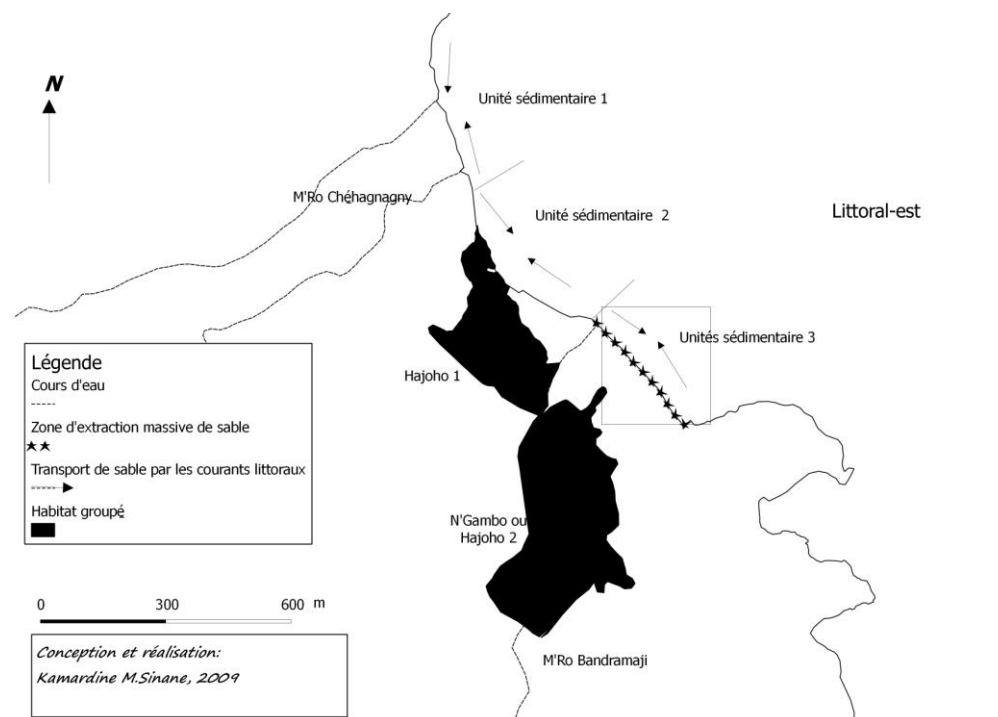 N
Unité sédimentaire 1
M'Ro Chéhagnagny
Unité sédimentaire 2
Littoral-est
Unités sédimentaire 3
Hajoho 1
Légende
Cours d'eau
Zone d'extraction massive de sable
Transport de sable par les courants littoraux
Habitat groupé
N'Gambo ou
Hajoho 2
0 300 600 m
M'Ro Bandramaji
Conception et réalisation:
Kamardine M.Sinane, 2009